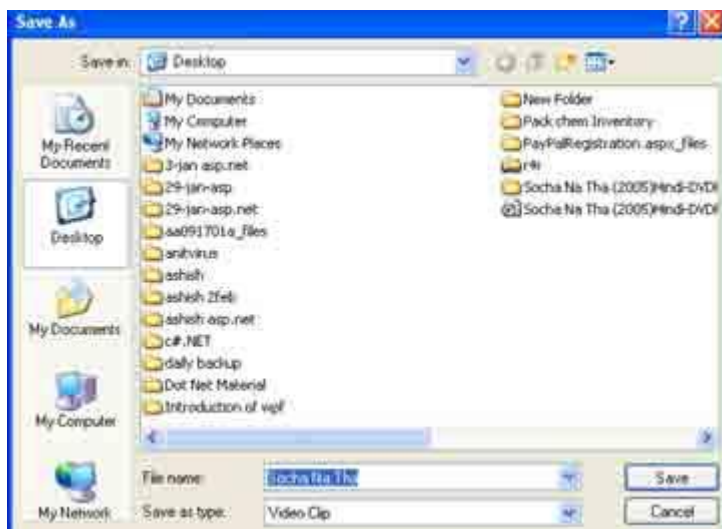 Save As
Save in:
Desktop
My Recent
Documents
Desktop
My Documents
My Computer
My Network
My Documents
My Computer
My Network Places
3-jan asp.net
29-jan-asp
29-jan-asp.net
aa091701a_files
anitvirus
ashish
ashish 2feb
ashish asp.net
c#.NET
daily backup
Dot Net Material
Introduction of wpf
New Folder
Pack chem Inventory
PayPalRegistration.aspx_files
Socha Na Tha (2005)Hindi-DVDR
Socha Na Tha (2005)Hindi-DVDR
File name:
Socha Na Tha
Save
Save as type:
Video Clip
Cancel